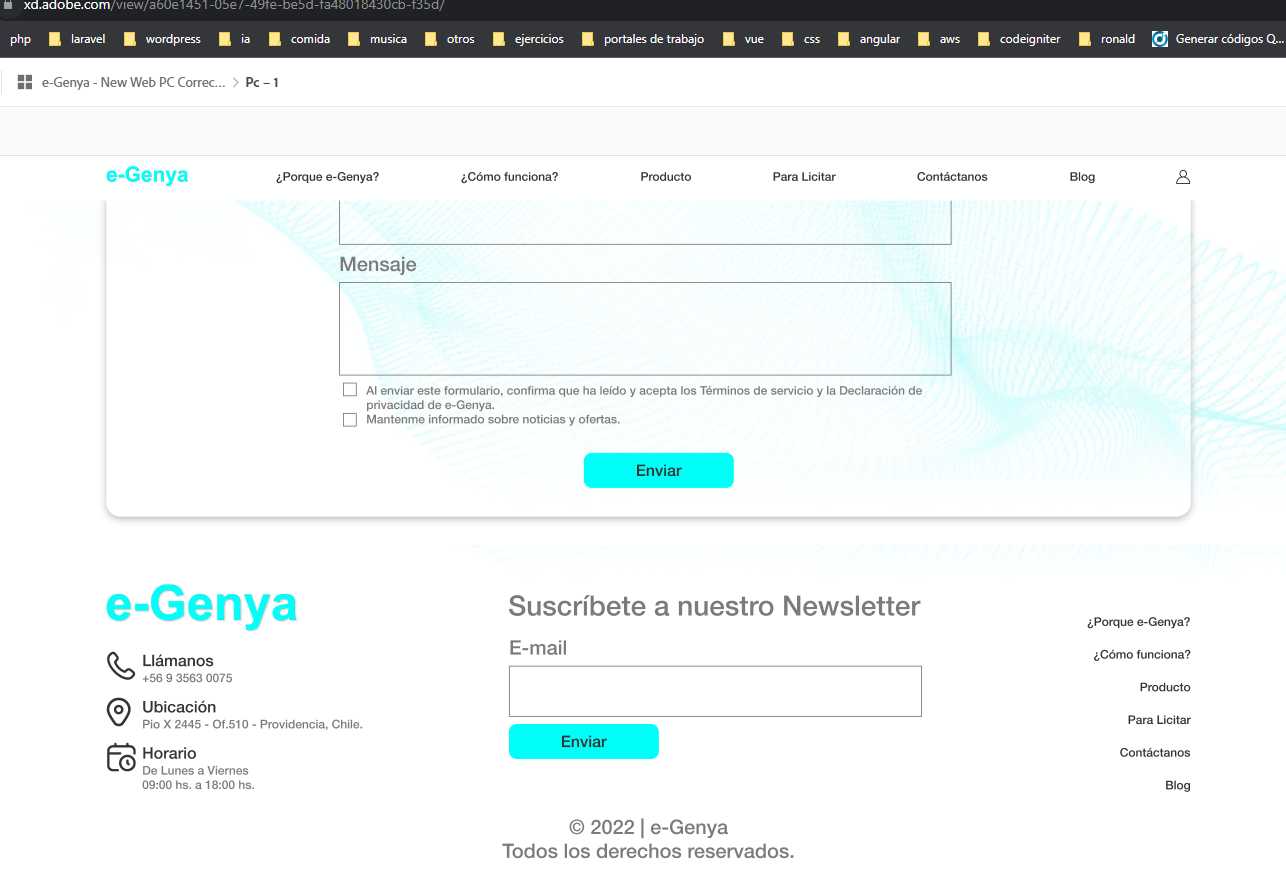 xd.adobe.com/view/a60e1451-05e7-49fe-be5d-fa48018430cb-f35d/
php laravel wordpress ia comida musica otros ejercicios portales de trabajo vue css angular aws codeigniter ronald Generar códigos Q...
e-Genya - New Web PC Correc... > Pc – 1
e-Genya ¿Porque e-Genya? ¿Cómo funciona? Producto Para Licitar Contáctanos Blog
Mensaje
Al enviar este formulario, confirma que ha leído y acepta los Términos de servicio y la Declaración de
privacidad de e-Genya.
Mantenme informado sobre noticias y ofertas.
Enviar
e-Genya
Llámanos
+56 9 3563 0075
Ubicación
Pio X 2445 - Of.510 - Providencia, Chile.
Horario
De Lunes a Viernes
09:00 hs. a 18:00 hs.
Suscríbete a nuestro Newsletter
E-mail
Enviar
¿Porque e-Genya?
¿Cómo funciona?
Producto
Para Licitar
Contáctanos
Blog
© 2022 | e-Genya
Todos los derechos reservados.